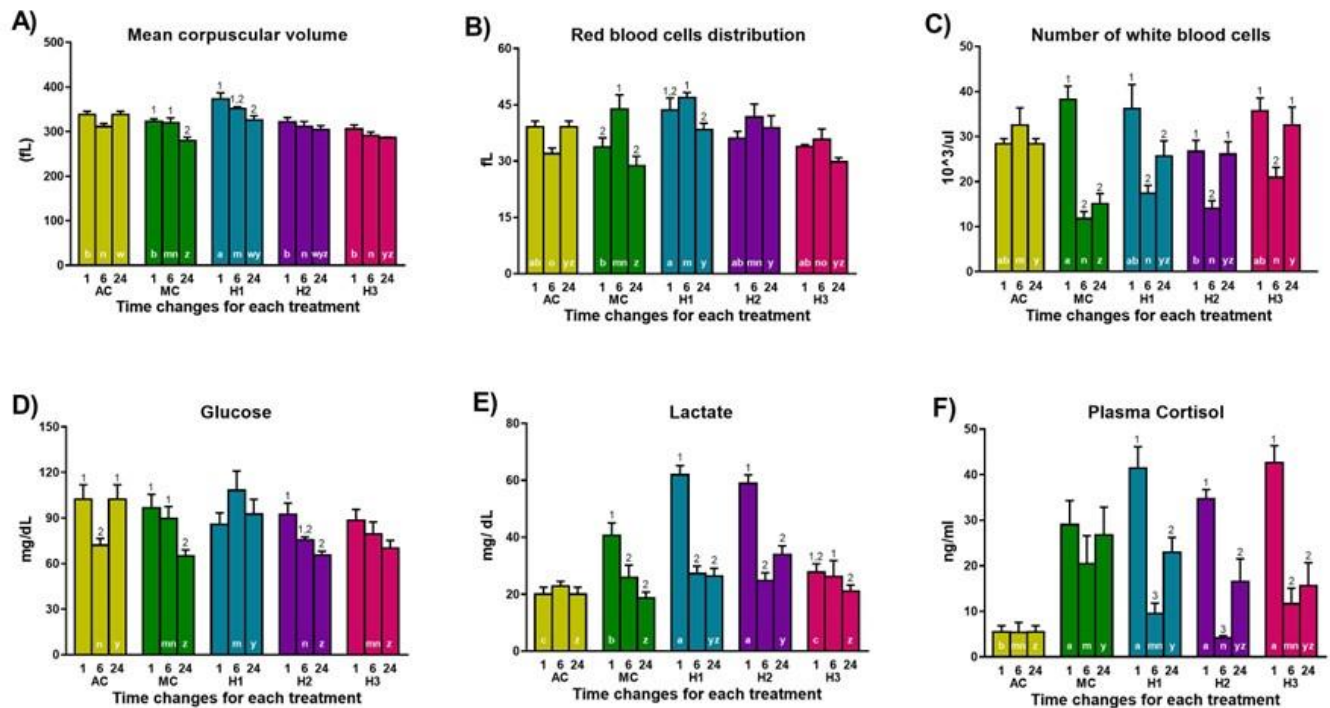 A)
Mean corpuscular volume
500
400
300
200
100
0
(fL)
1 1
2
1
1,2
2
b n w b mn z a m wy b n wyz b n yz
1 6 24 1 6 24 1 6 24 1 6 24 1 6 24
AC MC H1 H2 H3
Time changes for each treatment
B)
Red blood cells distribution
60
45
30
15
0
fL
2
1
2
1,2
1
2
ab o yz b mn z a m y ab mn y ab no yz
1 6 24 1 6 24 1 6 24 1 6 24 1 6 24
AC MC H1 H2 H3
Time changes for each treatment
C)
Number of white blood cells
50
40
30
20
10
0
10^3/ul
1
2
2
1
2
2
1
2
1
1
2
1
ab m y a n z ab n yz b n yz ab n y
1 6 24 1 6 24 1 6 24 1 6 24 1 6 24
AC MC H1 H2 H3
Time changes for each treatment
D)
Glucose
150
120
90
60
30
0
mg/dL
1
2
1
1
1
2
1
1,2
2
n y mn z m y n z mn z
1 6 24 1 6 24 1 6 24 1 6 24 1 6 24
AC MC H1 H2 H3
Time changes for each treatment
E)
Lactate
80
60
40
20
0
mg/ dL
1
2
2
1
2
2
1
2
2
1,2
1
2
c z b z a yz a y c z
1 6 24 1 6 24 1 6 24 1 6 24 1 6 24
AC MC H1 H2 H3
Time changes for each treatment
F)
Plasma Cortisol
50
40
30
20
10
0
ng/ml
1
3
2
1
3
2
1
2
2
b mn z a m y a mn y a n yz a mn yz
1 6 24 1 6 24 1 6 24 1 6 24 1 6 24
AC MC H1 H2 H3
Time changes for each treatment